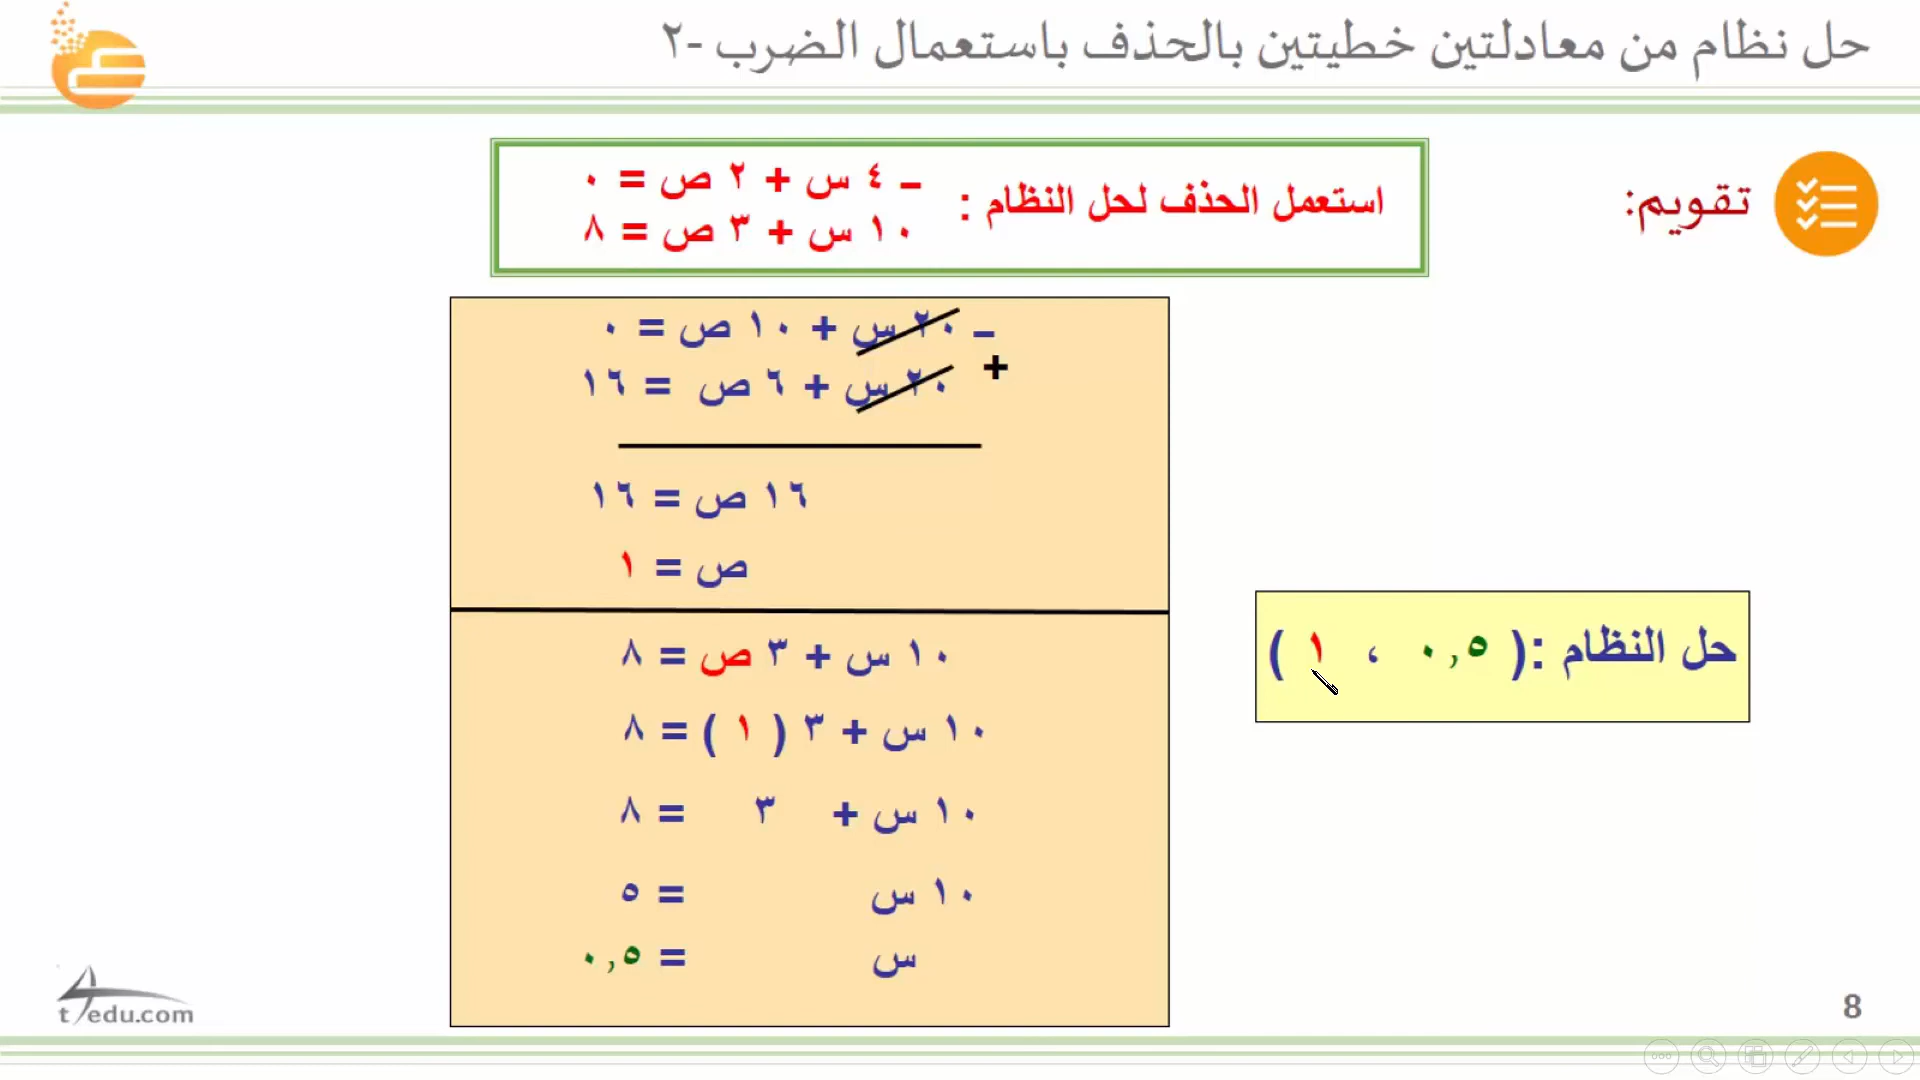 حل نظام من معادلتين خطيتين بالحذف باستعمال الضرب -٢
تقويم:
استعمل الحذف لحل النظام :
– ٤ س + ٢ ص = ٠
١٠ س + ٣ ص = ٨
– ٢٠ س + ١٠ ص = ٠
+
٢٠ س + ٦ ص = ١٦
١٦ ص = ١٦
ص = ١
١٠ س + ٣ ص = ٨
١٠ س + ٣ ( ١ ) = ٨
١٠ س + ٣ = ٨
١٠ س = ٥
س = ٠,٥
حل النظام :( ٠,٥ ، ١ )
t4edu.com
8